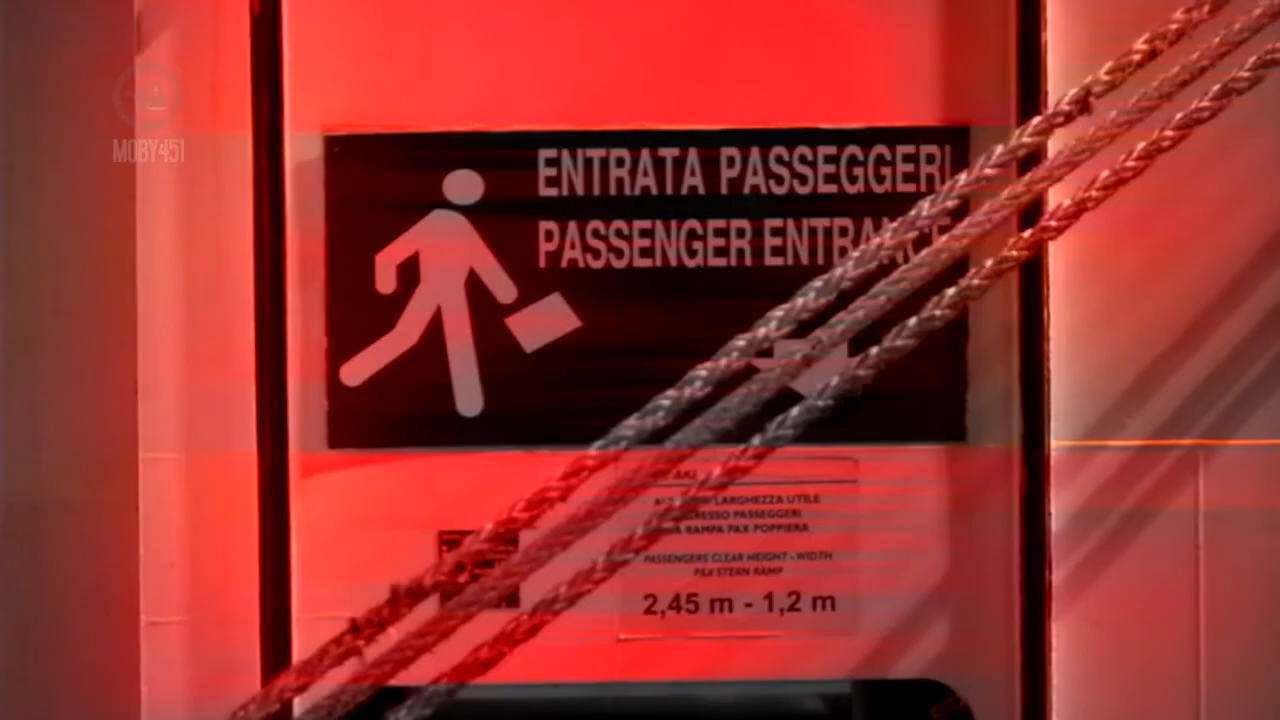 MOBY451
ENTRATA PASSEGGERI
PASSENGER ENTRANCE
LARGHEZZA UTILE
PASSEGGERI
RAMPA PAX POPPIERA
PASSENGERS CLEAR HEIGHT - WIDTH
PAX STERN RAMP
2,45 m - 1,2 m